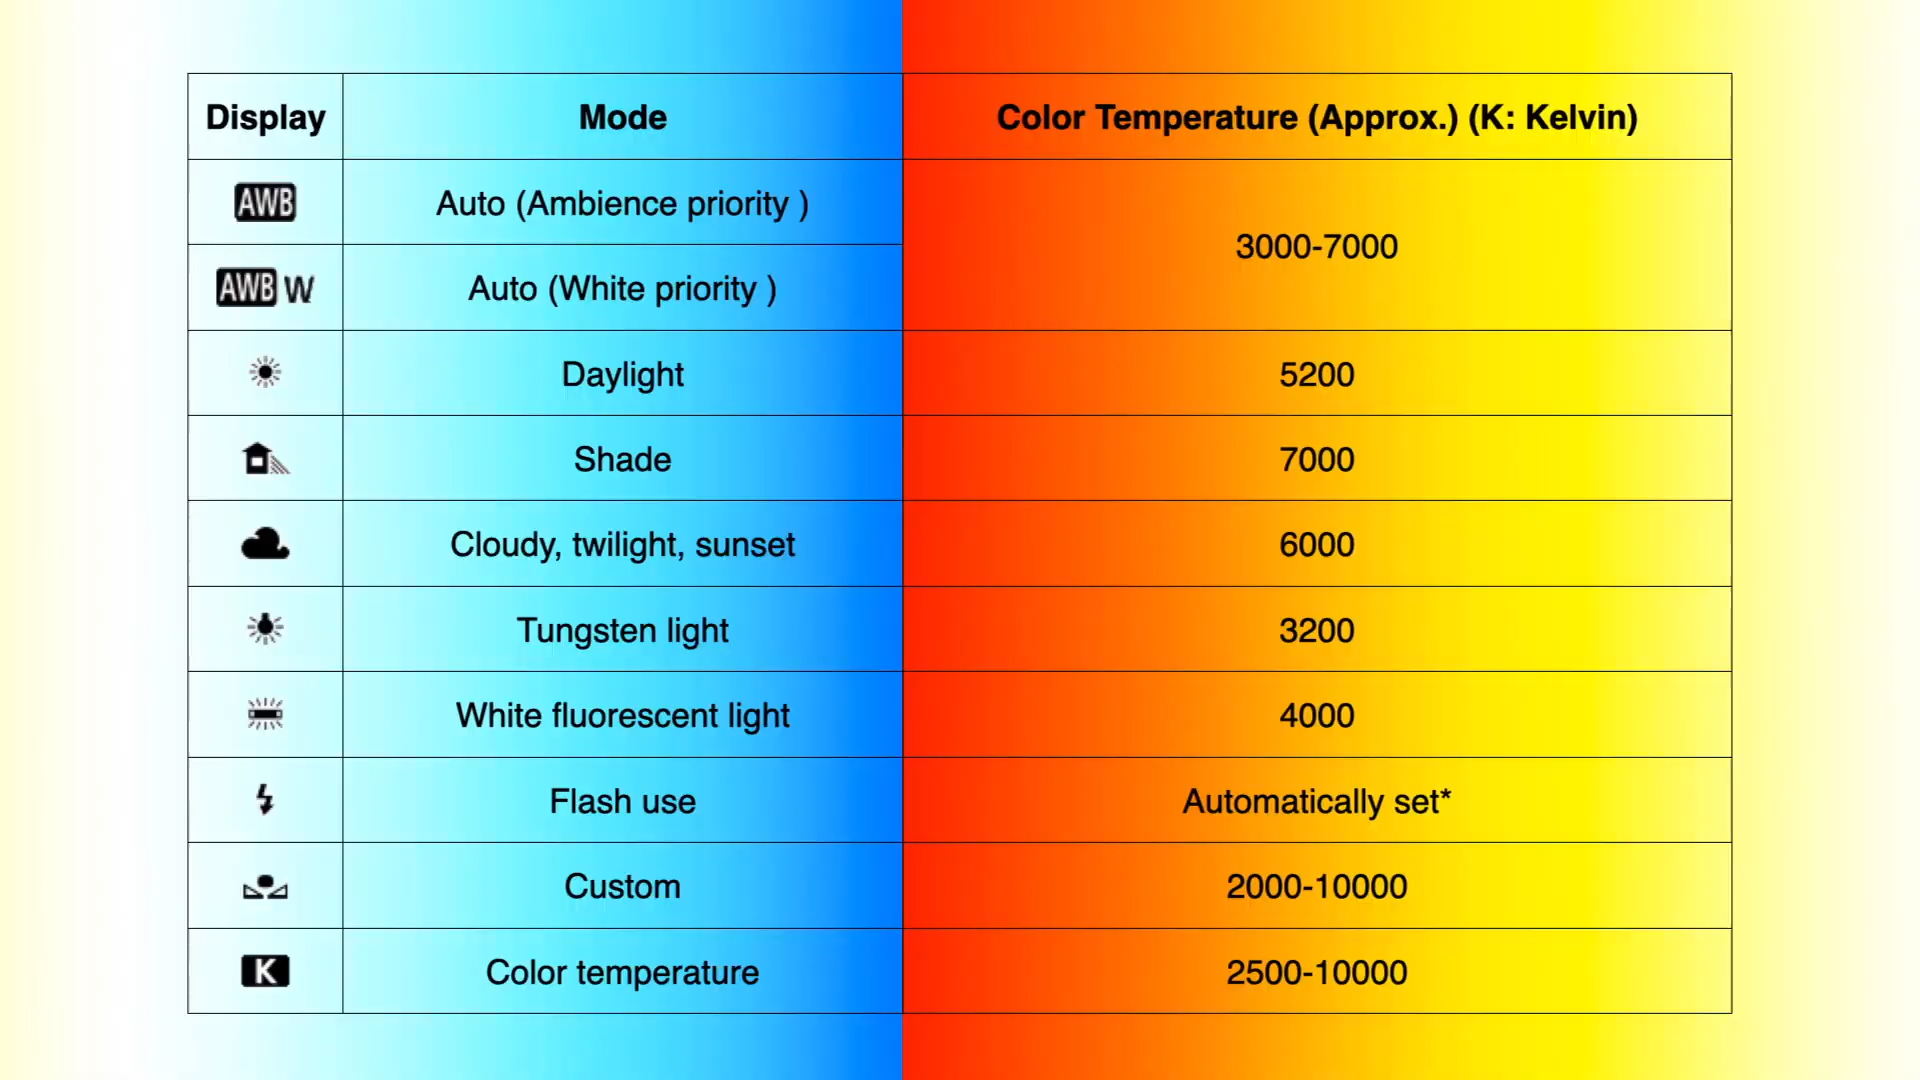 Display Mode Color Temperature (Approx.) (K: Kelvin)
AWB Auto (Ambience priority )
3000-7000
AWB W Auto (White priority )
Daylight 5200
Shade 7000
Cloudy, twilight, sunset 6000
Tungsten light 3200
White fluorescent light 4000
Flash use Automatically set*
Custom 2000-10000
K Color temperature 2500-10000